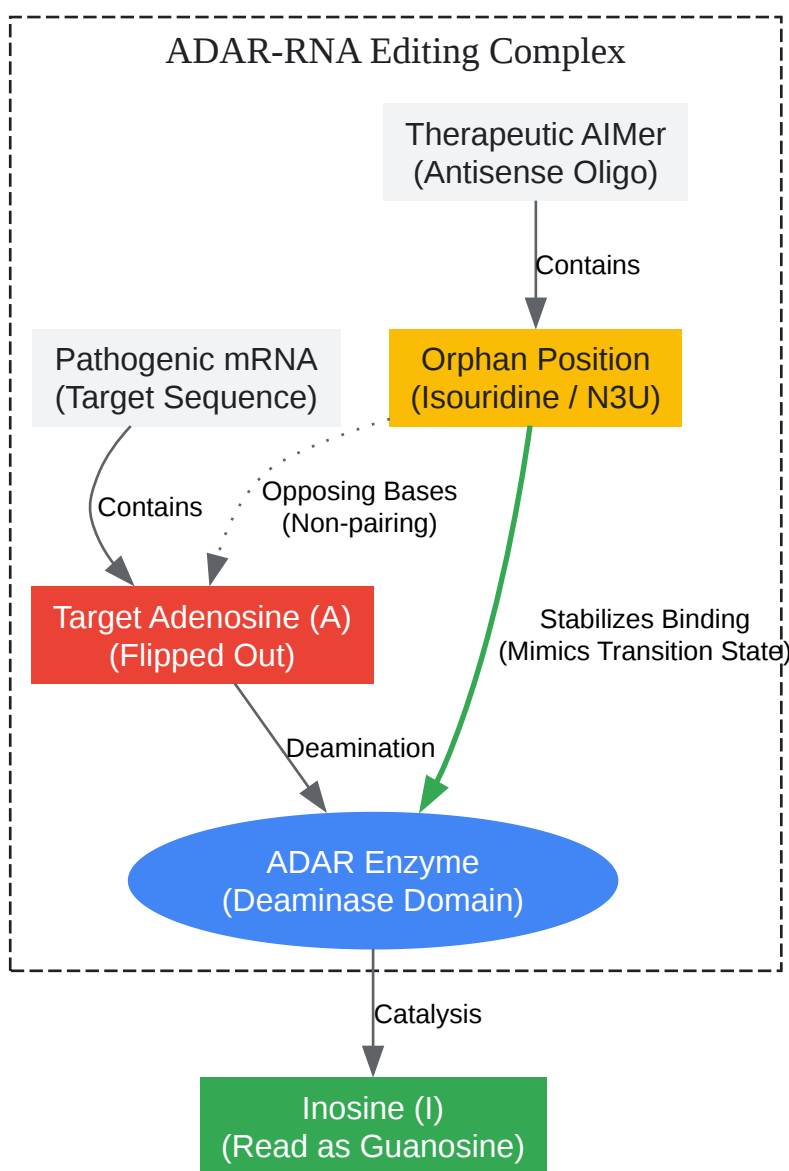 ADAR-RNA Editing Complex
Therapeutic AIMer
(Antisense Oligo)
Contains
Pathogenic mRNA
(Target Sequence)
Orphan Position
(Isouridine / N3U)
Contains
Opposing Bases
(Non-pairing)
Target Adenosine (A)
(Flipped Out)
Stabilizes Binding
(Mimics Transition State)
Deamination
ADAR Enzyme
(Deaminase Domain)
Catalysis
Inosine (I)
(Read as Guanosine)